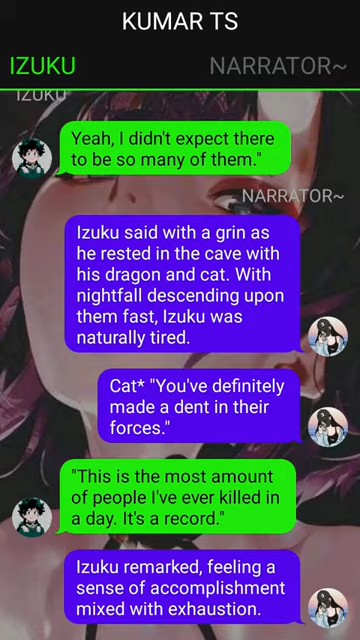 KUMAR TS
IZUKU
NARRATOR~
IZUKU
Yeah, I didn't expect there
to be so many of them."
NARRATOR~
Izuku said with a grin as
he rested in the cave with
his dragon and cat. With
nightfall descending upon
them fast, Izuku was
naturally tired.
Cat* "You've definitely
made a dent in their
forces."
"This is the most amount
of people I've ever killed in
a day. It's a record."
Izuku remarked, feeling a
sense of accomplishment
mixed with exhaustion.